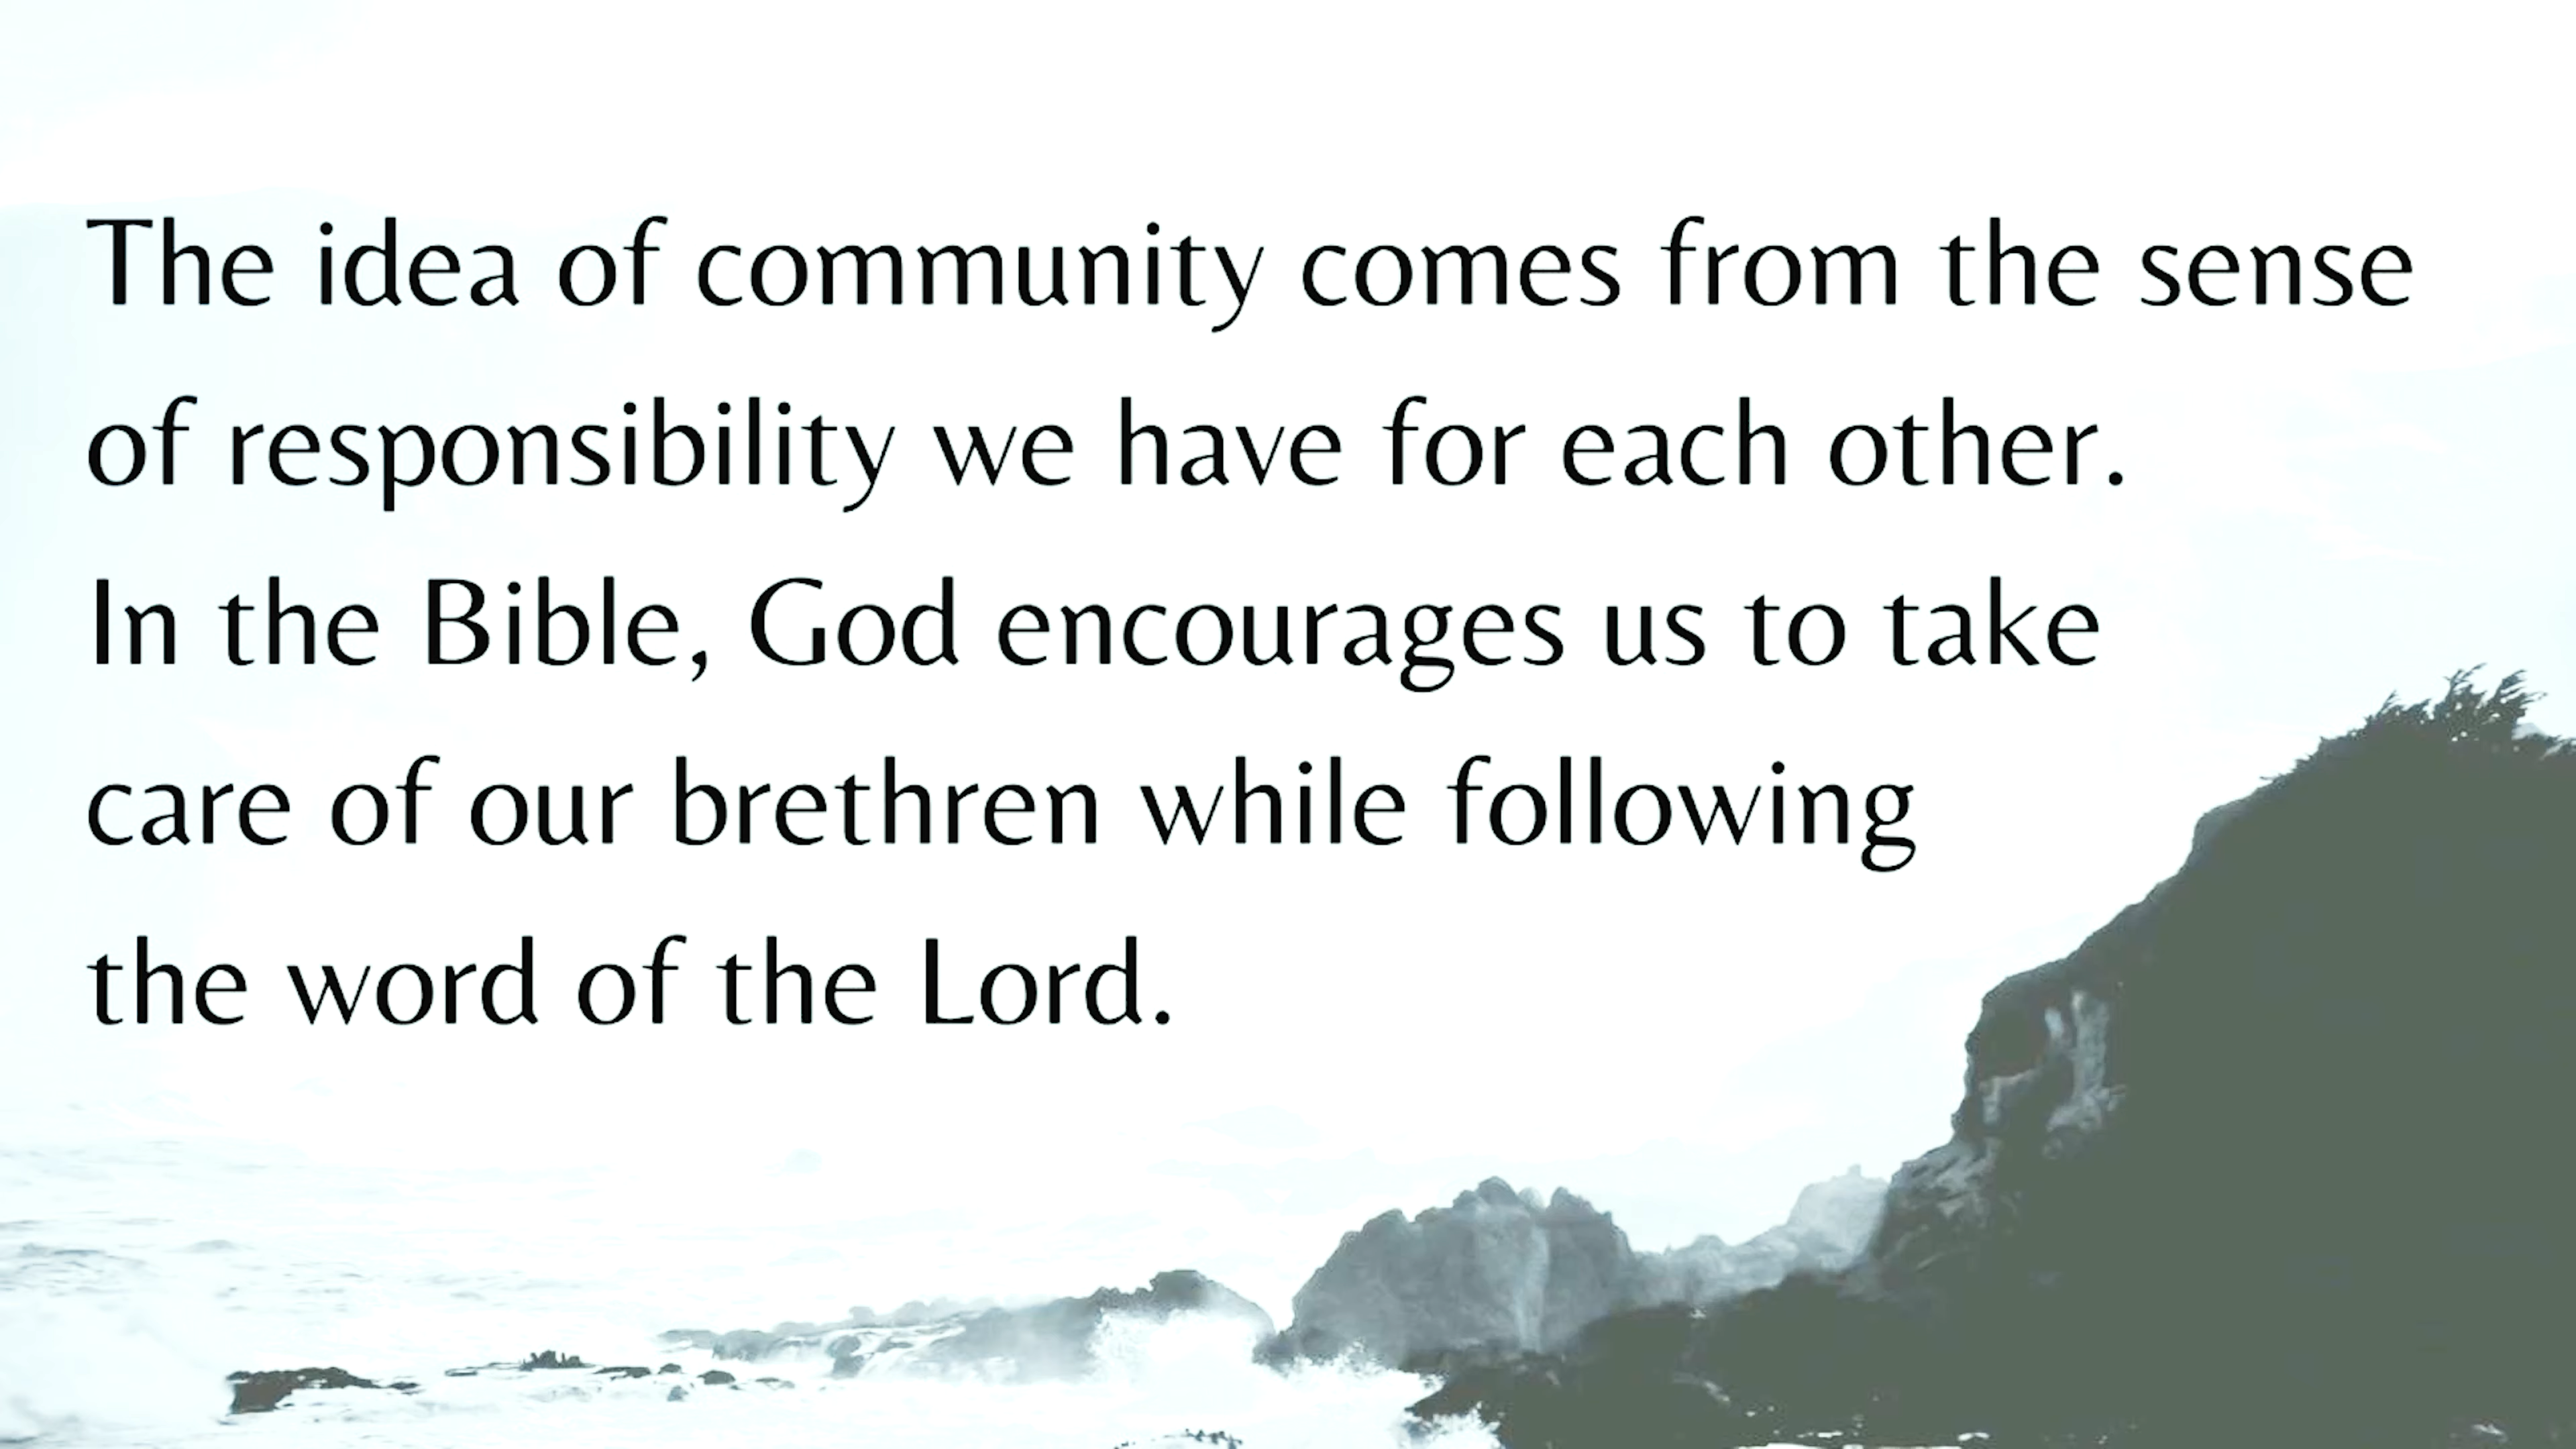 The idea of community comes from the sense
of responsibility we have for each other.
In the Bible, God encourages us to take
care of our brethren while following
the word of the Lord.